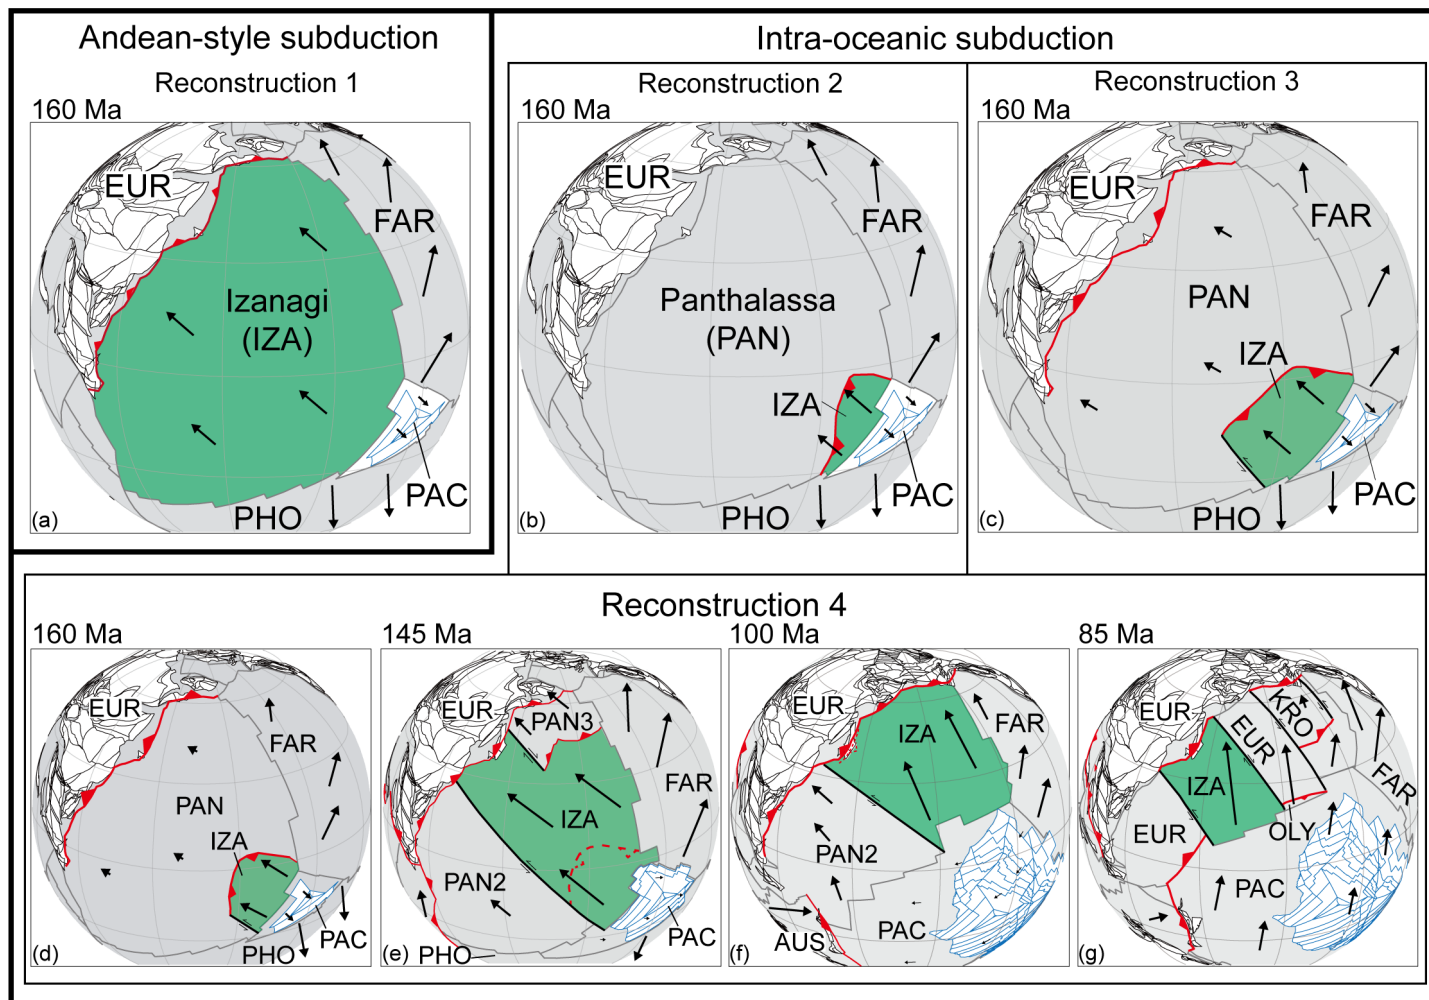 Andean-style subduction
Intra-oceanic subduction
Reconstruction 1
Reconstruction 2
Reconstruction 3
160 Ma
160 Ma
160 Ma
EUR
FAR
Izanagi
(IZA)
PAC
PHO
(a)
EUR
FAR
Panthalassa
(PAN)
IZA
PAC
PHO
(b)
EUR
FAR
PAN
IZA
PAC
PHO
(c)
Reconstruction 4
160 Ma
145 Ma
100 Ma
85 Ma
EUR
FAR
PAN
IZA
PAC
PHO
(d)
EUR
PAN3
FAR
IZA
PAN2
PAC
PHO
(e)
EUR
IZA
FAR
PAN2
AUS
PAC
(f)
EUR
KRO
EUR
FAR
IZA
OLY
EUR
PAC
(g)